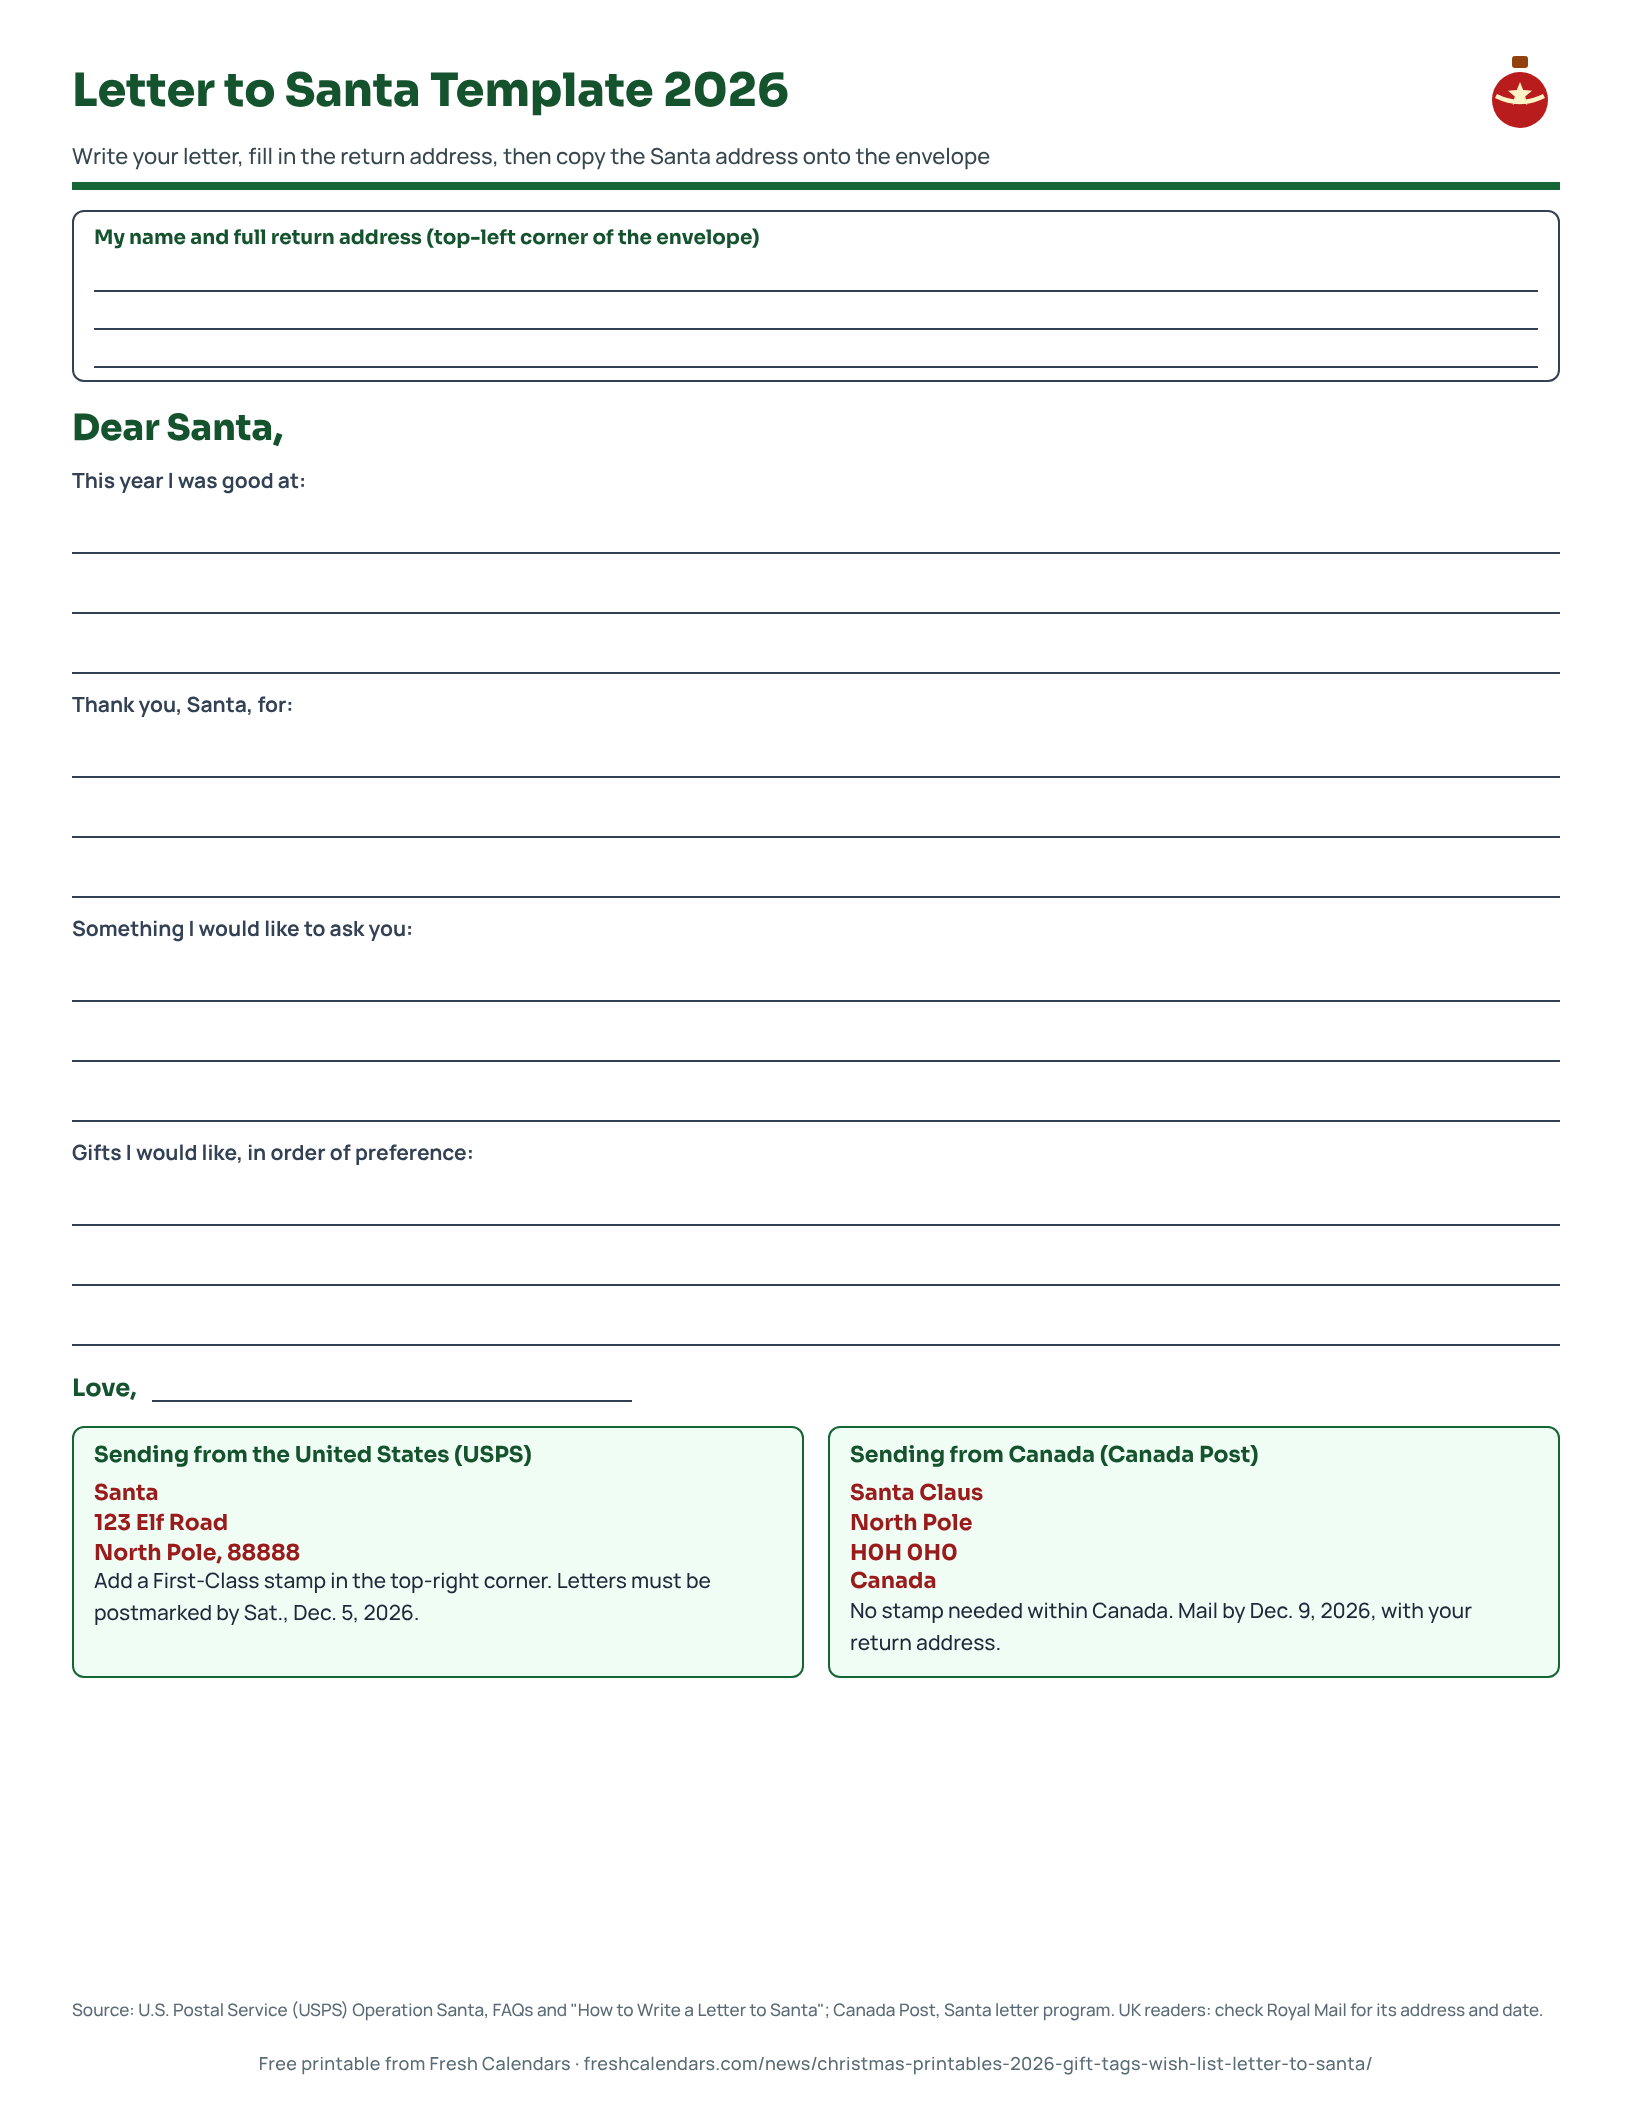 Letter to Santa Template 2026
Write your letter, fill in the return address, then copy the Santa address onto the envelope
My name and full return address (top-left corner of the envelope)
Dear Santa,
This year I was good at:
Thank you, Santa, for:
Something I would like to ask you:
Gifts I would like, in order of preference:
Love,
Sending from the United States (USPS)
Santa
123 Elf Road
North Pole, 88888
Add a First-Class stamp in the top-right corner. Letters must be
postmarked by Sat., Dec. 5, 2026.
Sending from Canada (Canada Post)
Santa Claus
North Pole
H0H 0H0
Canada
No stamp needed within Canada. Mail by Dec. 9, 2026, with your
return address.
Source: U.S. Postal Service (USPS) Operation Santa, FAQs and "How to Write a Letter to Santa"; Canada Post, Santa letter program. UK readers: check Royal Mail for its address and date.
Free printable from Fresh Calendars · freshcalendars.com/news/christmas-printables-2026-gift-tags-wish-list-letter-to-santa/